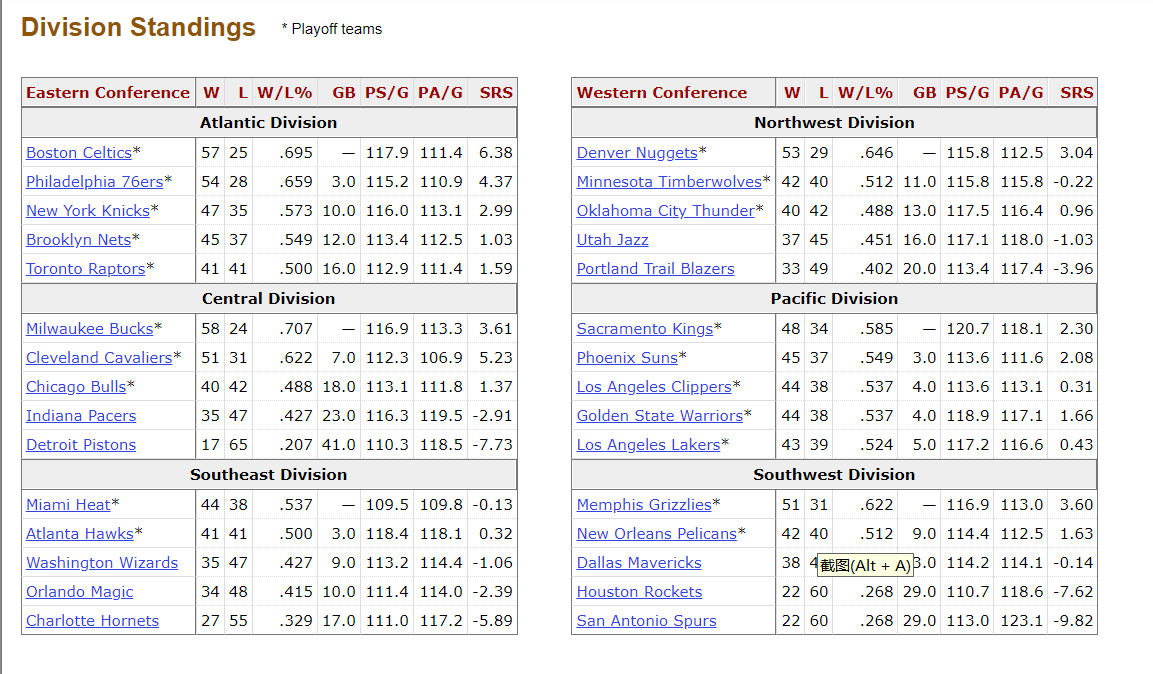 Division Standings * Playoff teams
Eastern Conference W L W/L% GB PS/G PA/G SRS
Atlantic Division
Boston Celtics* 57 25 .695 — 117.9 111.4 6.38
Philadelphia 76ers* 54 28 .659 3.0 115.2 110.9 4.37
New York Knicks* 47 35 .573 10.0 116.0 113.1 2.99
Brooklyn Nets* 45 37 .549 12.0 113.4 112.5 1.03
Toronto Raptors* 41 41 .500 16.0 112.9 111.4 1.59
Central Division
Milwaukee Bucks* 58 24 .707 — 116.9 113.3 3.61
Cleveland Cavaliers* 51 31 .622 7.0 112.3 106.9 5.23
Chicago Bulls* 40 42 .488 18.0 113.1 111.8 1.37
Indiana Pacers 35 47 .427 23.0 116.3 119.5 -2.91
Detroit Pistons 17 65 .207 41.0 110.3 118.5 -7.73
Southeast Division
Miami Heat* 44 38 .537 — 109.5 109.8 -0.13
Atlanta Hawks* 41 41 .500 3.0 118.4 118.1 0.32
Washington Wizards 35 47 .427 9.0 113.2 114.4 -1.06
Orlando Magic 34 48 .415 10.0 111.4 114.0 -2.39
Charlotte Hornets 27 55 .329 17.0 111.0 117.2 -5.89
Western Conference W L W/L% GB PS/G PA/G SRS
Northwest Division
Denver Nuggets* 53 29 .646 — 115.8 112.5 3.04
Minnesota Timberwolves* 42 40 .512 11.0 115.8 115.8 -0.22
Oklahoma City Thunder* 40 42 .488 13.0 117.5 116.4 0.96
Utah Jazz 37 45 .451 16.0 117.1 118.0 -1.03
Portland Trail Blazers 33 49 .402 20.0 113.4 117.4 -3.96
Pacific Division
Sacramento Kings* 48 34 .585 — 120.7 118.1 2.30
Phoenix Suns* 45 37 .549 3.0 113.6 111.6 2.08
Los Angeles Clippers* 44 38 .537 4.0 113.6 113.1 0.31
Golden State Warriors* 44 38 .537 4.0 118.9 117.1 1.66
Los Angeles Lakers* 43 39 .524 5.0 117.2 116.6 0.43
Southwest Division
Memphis Grizzlies* 51 31 .622 — 116.9 113.0 3.60
New Orleans Pelicans* 42 40 .512 9.0 114.4 112.5 1.63
Dallas Mavericks 38 截图(Alt + A) 114.2 114.1 -0.14
Houston Rockets 22 60 .268 29.0 110.7 118.6 -7.62
San Antonio Spurs 22 60 .268 29.0 113.0 123.1 -9.82